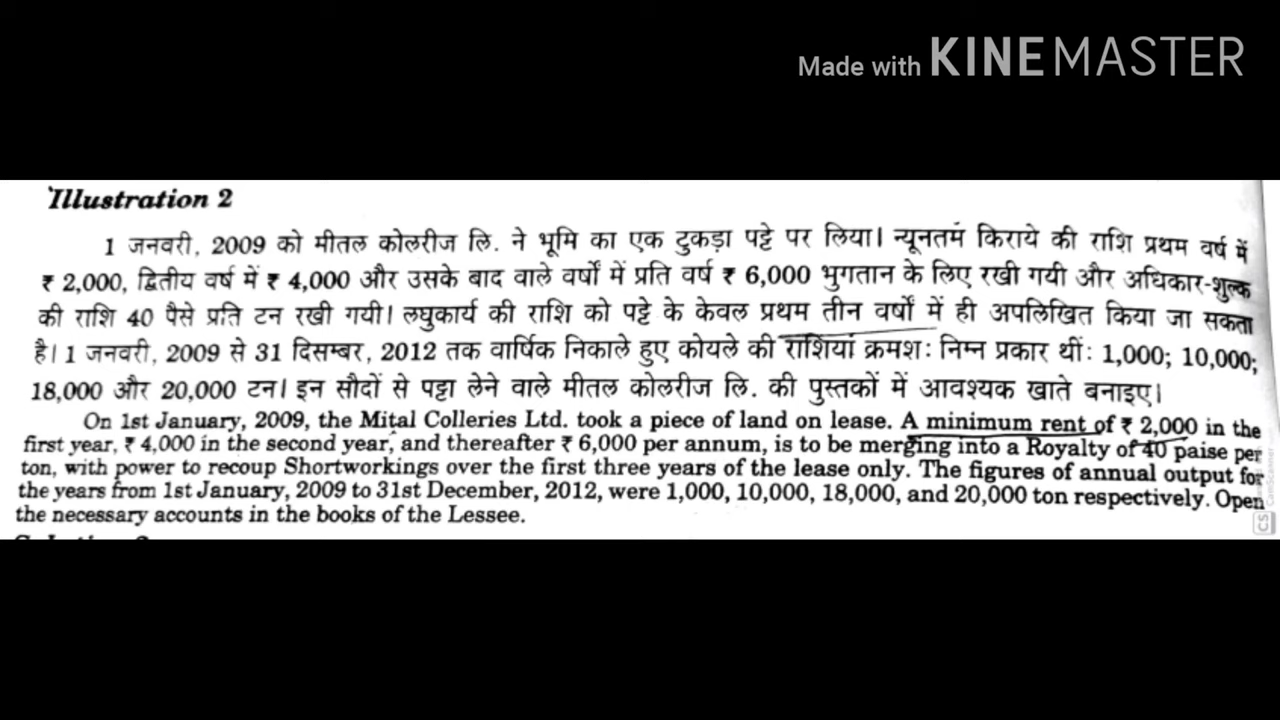 Made with KINEMASTER
Illustration 2
1 जनवरी, 2009 को मीतल कोलरीज लि. ने भूमि का एक टुकड़ा पट्टे पर लिया। न्यूनतम किराये की राशि प्रथम वर्ष में
₹ 2,000, द्वितीय वर्ष में ₹ 4,000 और उसके बाद वाले वर्षों में प्रति वर्ष ₹ 6,000 भुगतान के लिए रखी गयी और अधिकार-शुल्क
की राशि 40 पैसे प्रति टन रखी गयी। लघुकार्य की राशि को पट्टे के केवल प्रथम तीन वर्षों में ही अपलिखित किया जा सकता
है। 1 जनवरी, 2009 से 31 दिसम्बर, 2012 तक वार्षिक निकाले हुए कोयले की राशियां क्रमशः निम्न प्रकार थीं: 1,000; 10,000;
18,000 और 20,000 टन। इन सौदों से पट्टा लेने वाले मीतल कोलरीज लि. की पुस्तकों में आवश्यक खाते बनाइए।
On 1st January, 2009, the Mital Colleries Ltd. took a piece of land on lease. A minimum rent of ₹ 2,000 in the
first year, ₹ 4,000 in the second year, and thereafter ₹ 6,000 per annum, is to be merging into a Royalty of 40 paise per
ton, with power to recoup Shortworkings over the first three years of the lease only. The figures of annual output for
the years from 1st January, 2009 to 31st December, 2012, were 1,000, 10,000, 18,000, and 20,000 ton respectively. Open
the necessary accounts in the books of the Lessee.
CS CamScanner